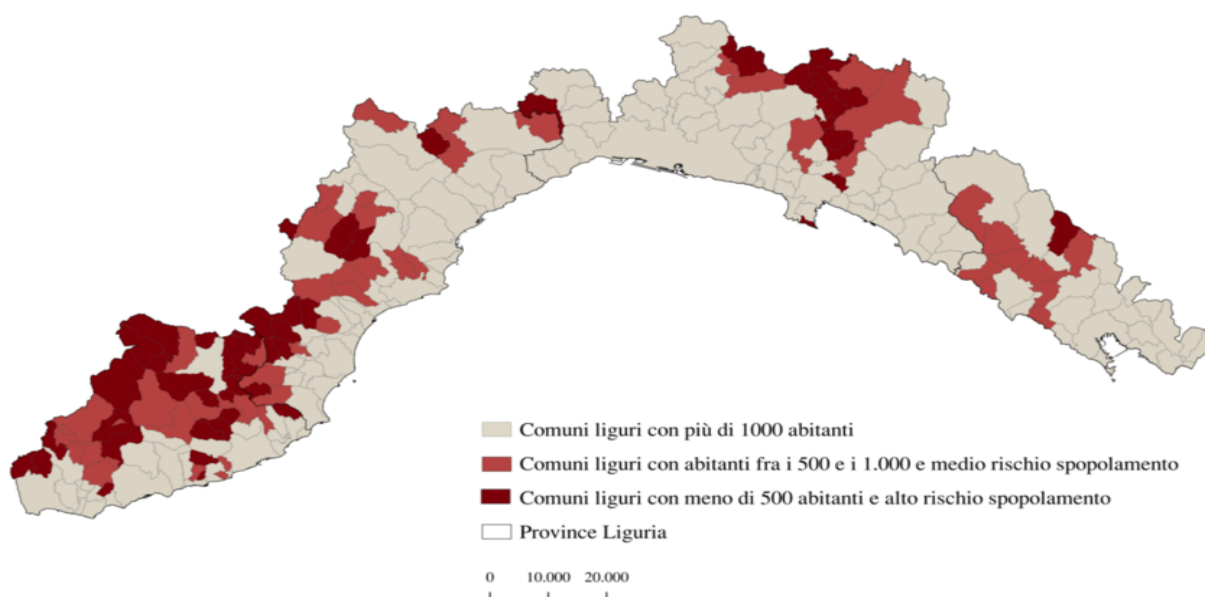 Comuni liguri con più di 1000 abitanti
Comuni liguri con abitanti fra i 500 e i 1.000 e medio rischio spopolamento
Comuni liguri con meno di 500 abitanti e alto rischio spopolamento
Province Liguria
0 10.000 20.000